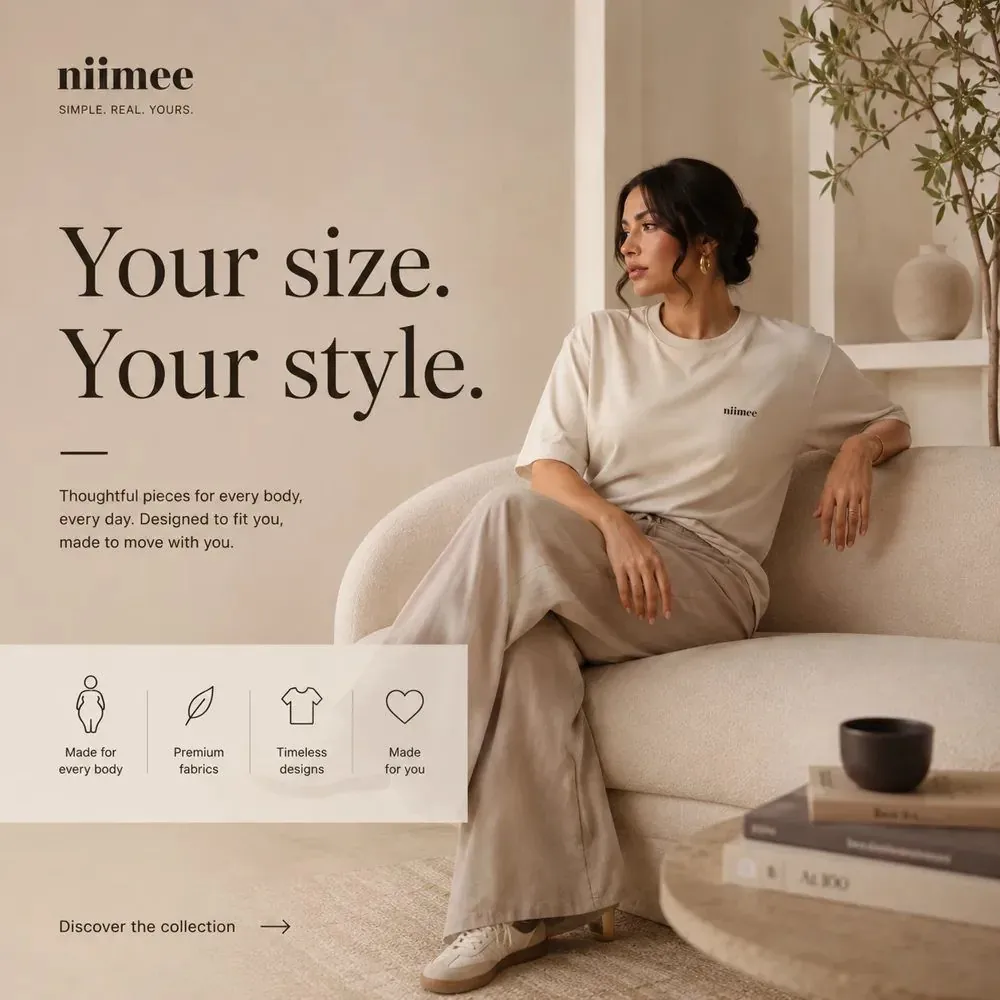 niimee
SIMPLE. REAL. YOURS.
Your size.
Your style.
niimee
Thoughtful pieces for every body,
every day. Designed to fit you,
made to move with you.
Made for
every body
Premium
fabrics
Timeless
designs
Made
for you
Discover the collection